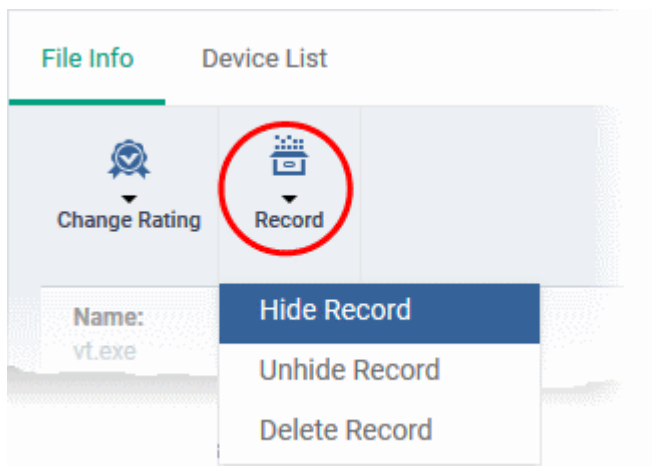 File Info Device List
Change Rating Record
Hide Record
Name:
vt.exe
Unhide Record
Delete Record